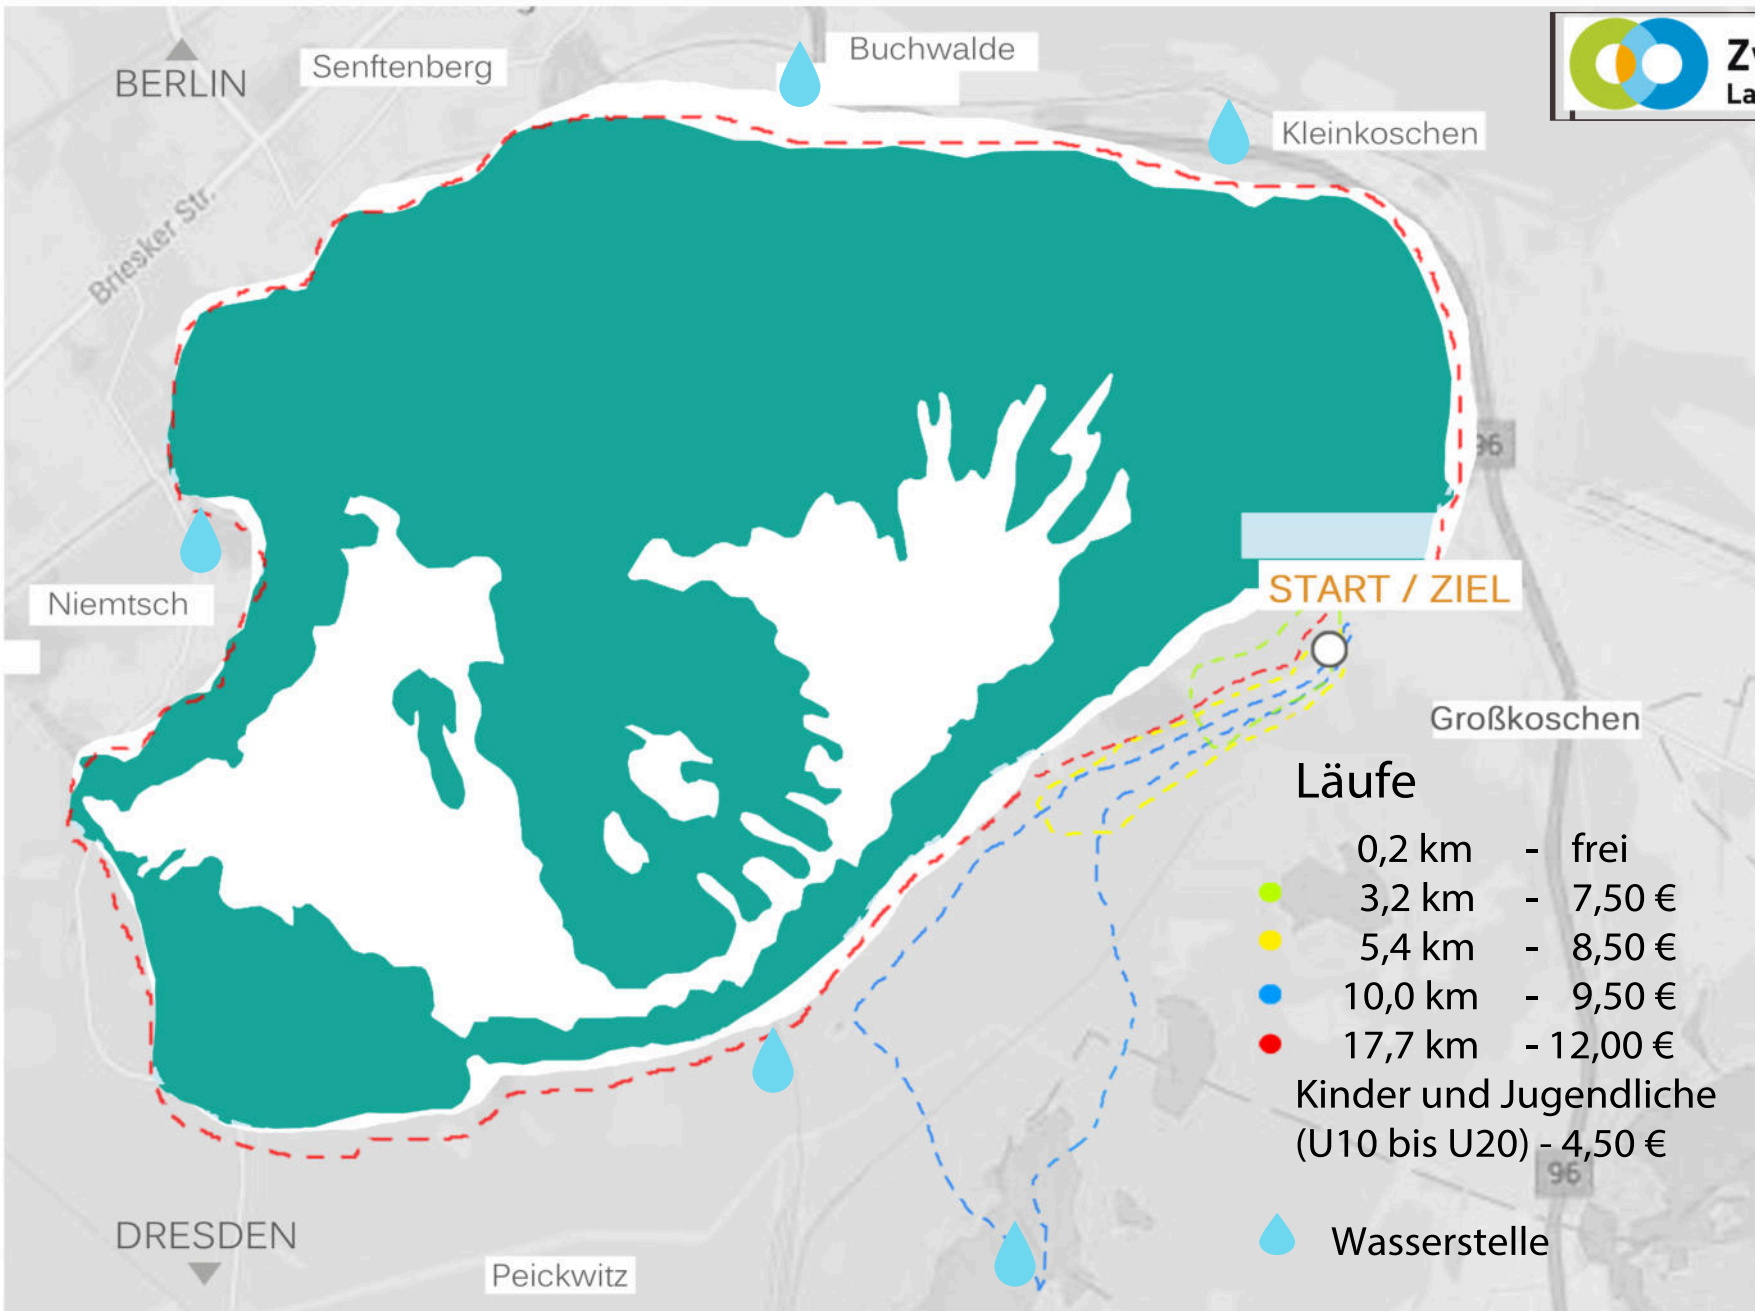 BERLIN
Senftenberg
Buchwalde
Kleinkoschen
Briesker Str.
96
Niemtsch
START / ZIEL
Großkoschen
Läufe
0,2 km - frei
3,2 km - 7,50 €
5,4 km - 8,50 €
10,0 km - 9,50 €
17,7 km - 12,00 €
Kinder und Jugendliche
(U10 bis U20) - 4,50 €
96
Wasserstelle
DRESDEN
Peickwitz